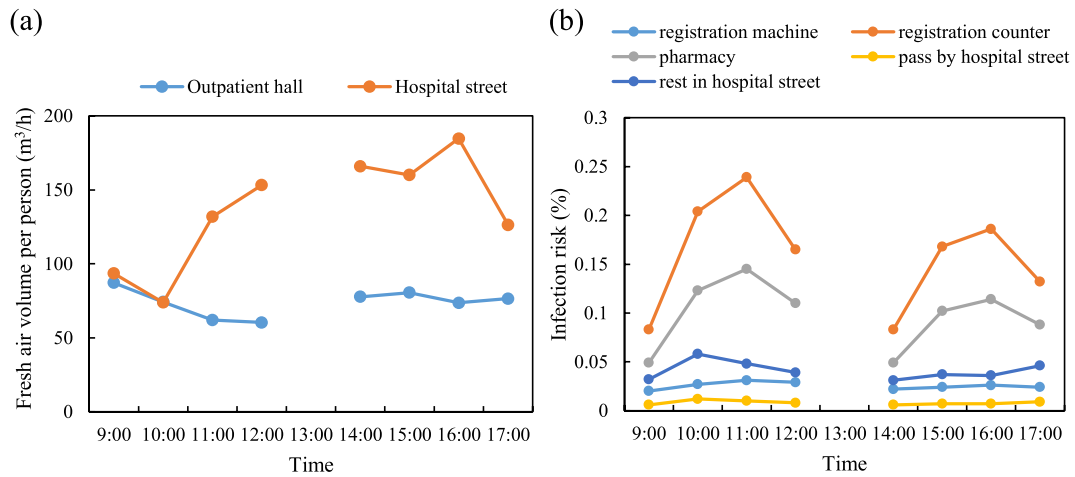 (a)
Outpatient hall
Hospital street
Fresh air volume per person (m³/h)
200
150
100
50
0
9:00 10:00 11:00 12:00 13:00 14:00 15:00 16:00 17:00
Time
(b)
registration machine
registration counter
pharmacy
pass by hospital street
rest in hospital street
Infection risk (%)
0.3
0.25
0.2
0.15
0.1
0.05
0
9:00 10:00 11:00 12:00 13:00 14:00 15:00 16:00 17:00
Time